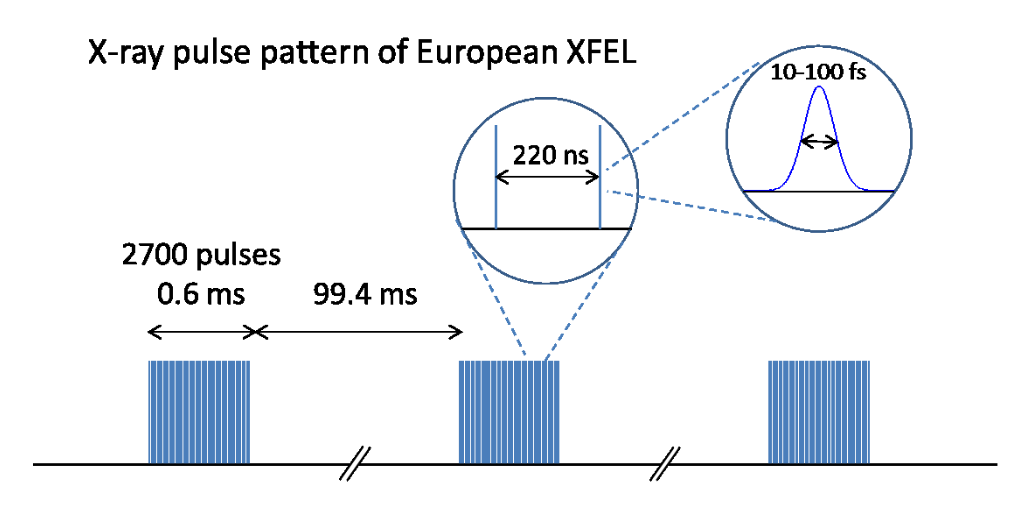 X-ray pulse pattern of European XFEL
10-100 fs
220 ns
2700 pulses
0.6 ms
99.4 ms